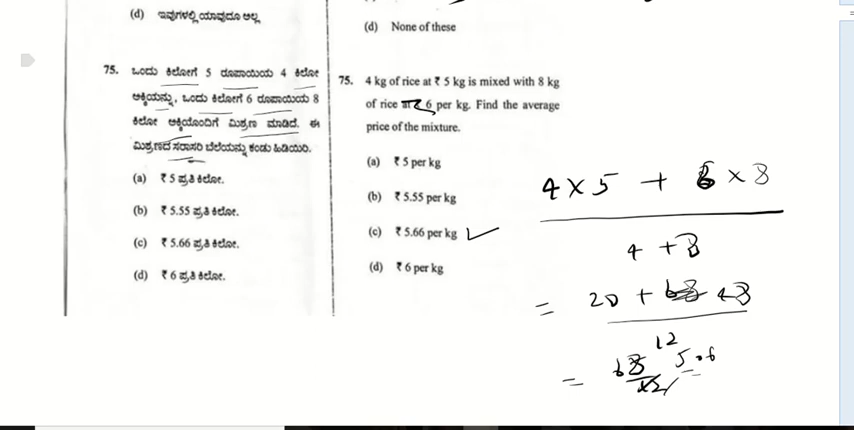 (d) ಇವುಗಳಲ್ಲಿ ಯಾವುದೂ ಅಲ್ಲ
75. ಒಂದು ಕಿಲೋಗೆ 5 ರೂಪಾಯಿಯ 4 ಕಿಲೋ
ಅಕ್ಕಿಯನ್ನು, ಒಂದು ಕಿಲೋಗೆ 6 ರೂಪಾಯಿಯ 8
ಕಿಲೋ ಅಕ್ಕಿಯೊಂದಿಗೆ ಮಿಶ್ರಣ ಮಾಡಿದೆ. ಈ
ಮಿಶ್ರಣದ ಸರಾಸರಿ ಬೆಲೆಯನ್ನು ಕಂಡು ಹಿಡಿಯಿರಿ.
(a) ₹ 5 ಪ್ರತಿ ಕಿಲೋ.
(b) ₹ 5.55 ಪ್ರತಿ ಕಿಲೋ.
(c) ₹ 5.66 ಪ್ರತಿ ಕಿಲೋ.
(d) ₹ 6 ಪ್ರತಿ ಕಿಲೋ.
(d) None of these
75. 4 kg of rice at ₹ 5 kg is mixed with 8 kg
of rice ₹ 6 per kg. Find the average
price of the mixture.
(a) ₹ 5 per kg
(b) ₹ 5.55 per kg
(c) ₹ 5.66 per kg
(d) ₹ 6 per kg
4 × 5 + 6 × 8
4 + 8
= 20 + 48
12
= 68
12